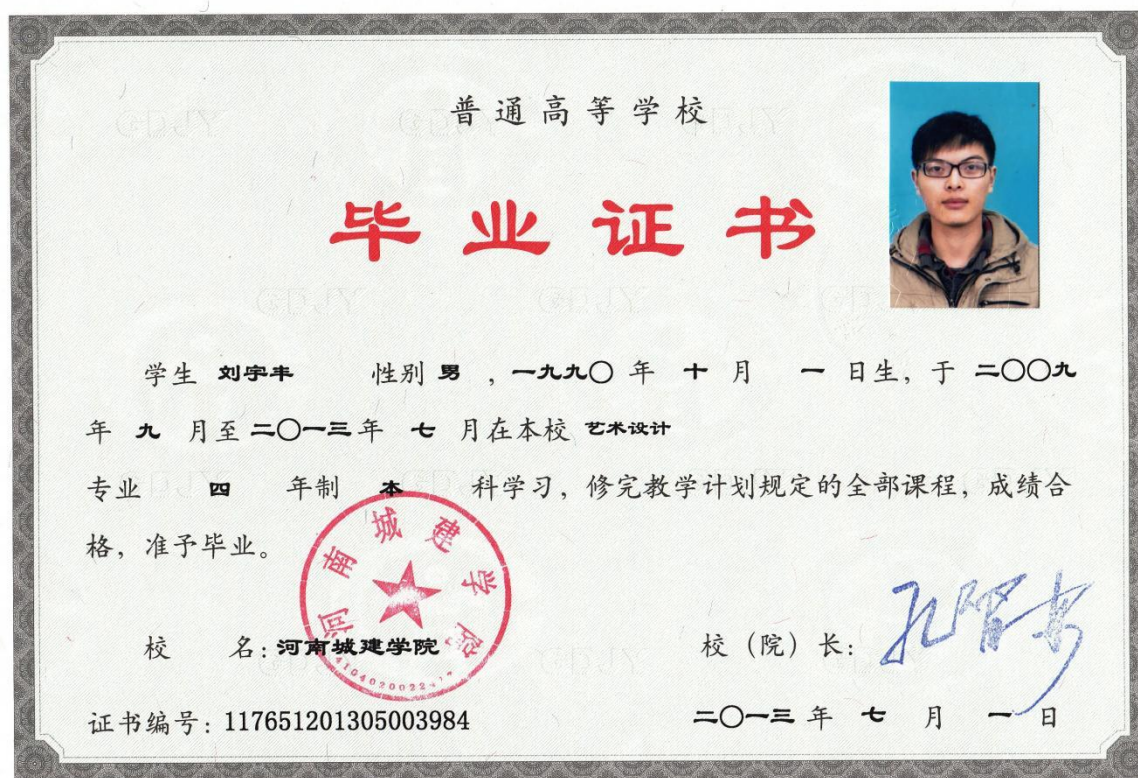 普通高等学校
毕业证书
学生 刘宇丰 性别 男 ，一九九〇 年 十 月 一 日生，于 二〇〇九
年 九 月至 二〇一三 年 七 月在本校 艺术设计
专业 四 年制 本 科学习，修完教学计划规定的全部课程，成绩合
格，准予毕业。
河南城建学院
校 名：河南城建学院 校（院）长：
证书编号：117651201305003984 二〇一三 年 七 月 一 日